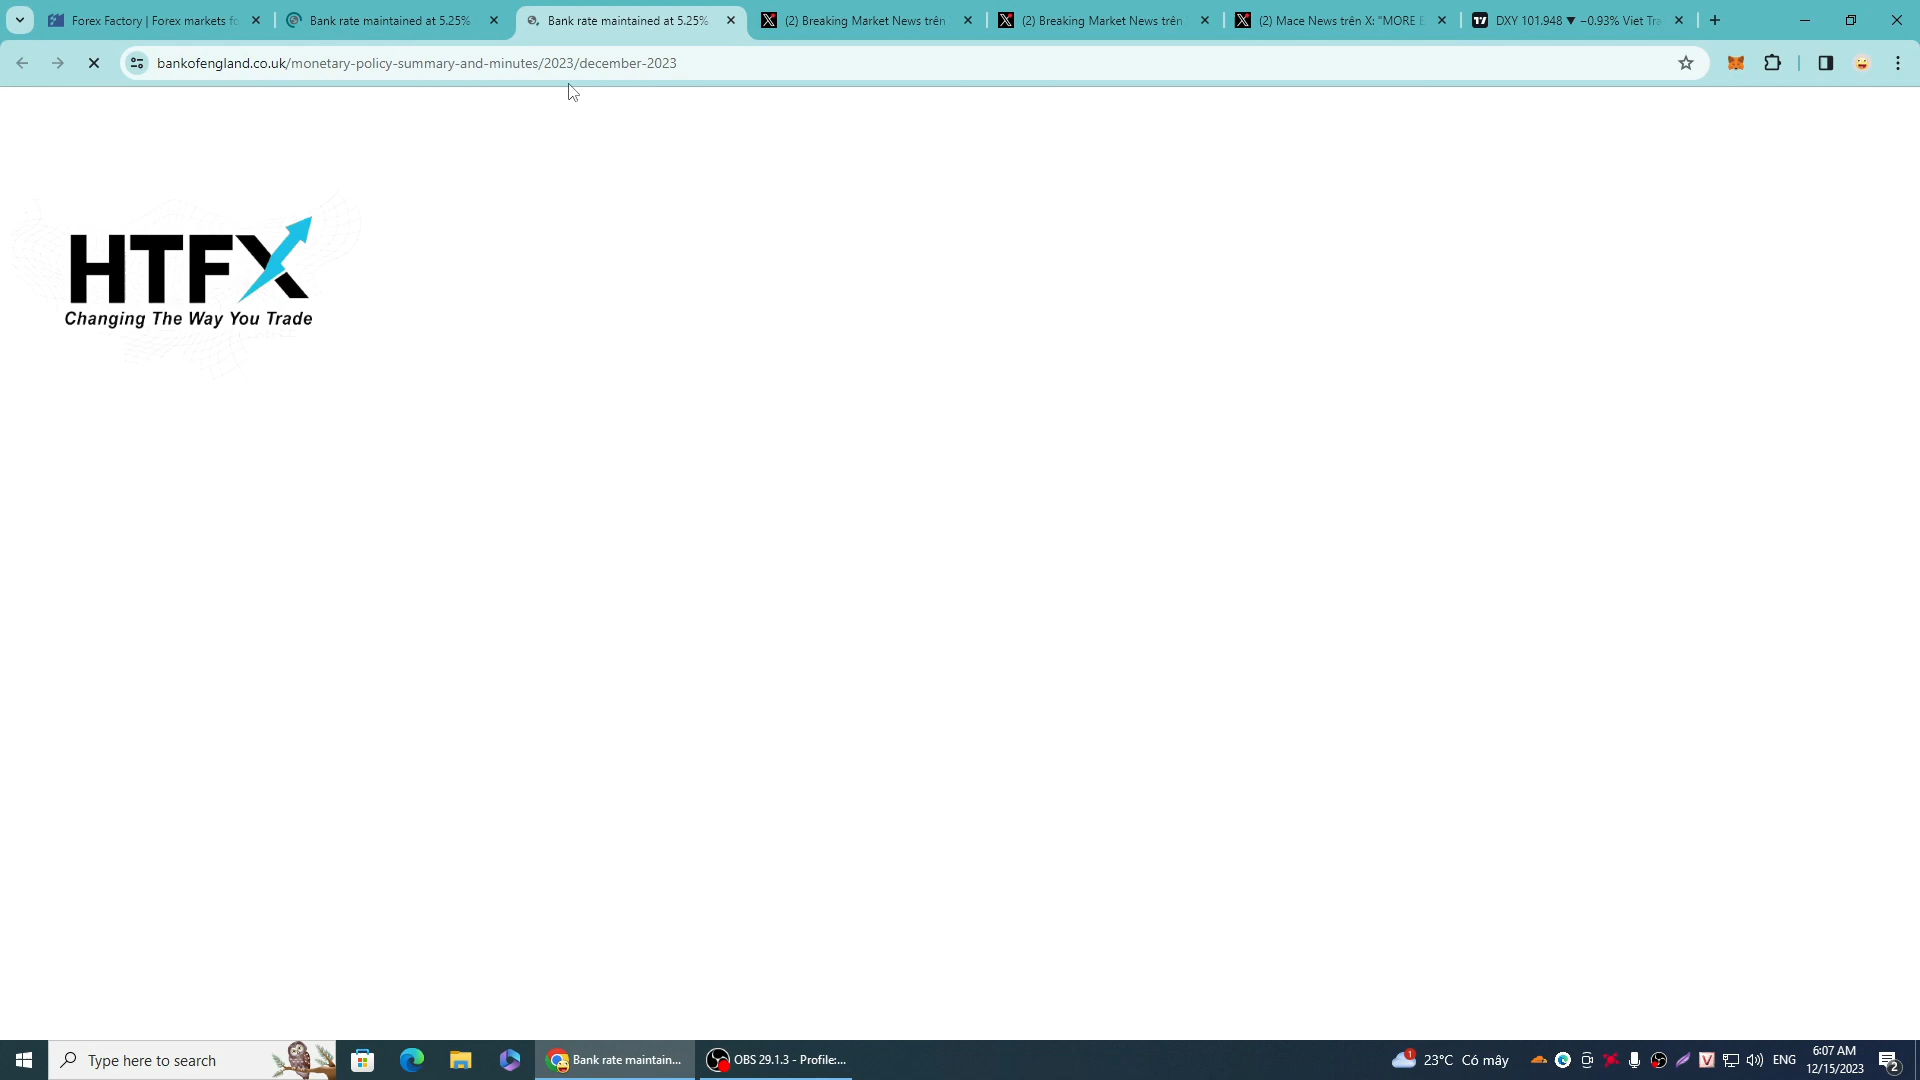 Forex Factory | Forex markets fo
Bank rate maintained at 5.25%
Bank rate maintained at 5.25%
(2) Breaking Market News trên
(2) Breaking Market News trên
(2) Mace News trên X: "MORE E
DXY 101.948 ▼ −0.93% Viet Tra
bankofengland.co.uk/monetary-policy-summary-and-minutes/2023/december-2023
HTFX
Changing The Way You Trade
Type here to search
Bank rate maintain...
OBS 29.1.3 - Profile:...
1
23°C Có mây
V
ENG
6:07 AM
12/15/2023
2